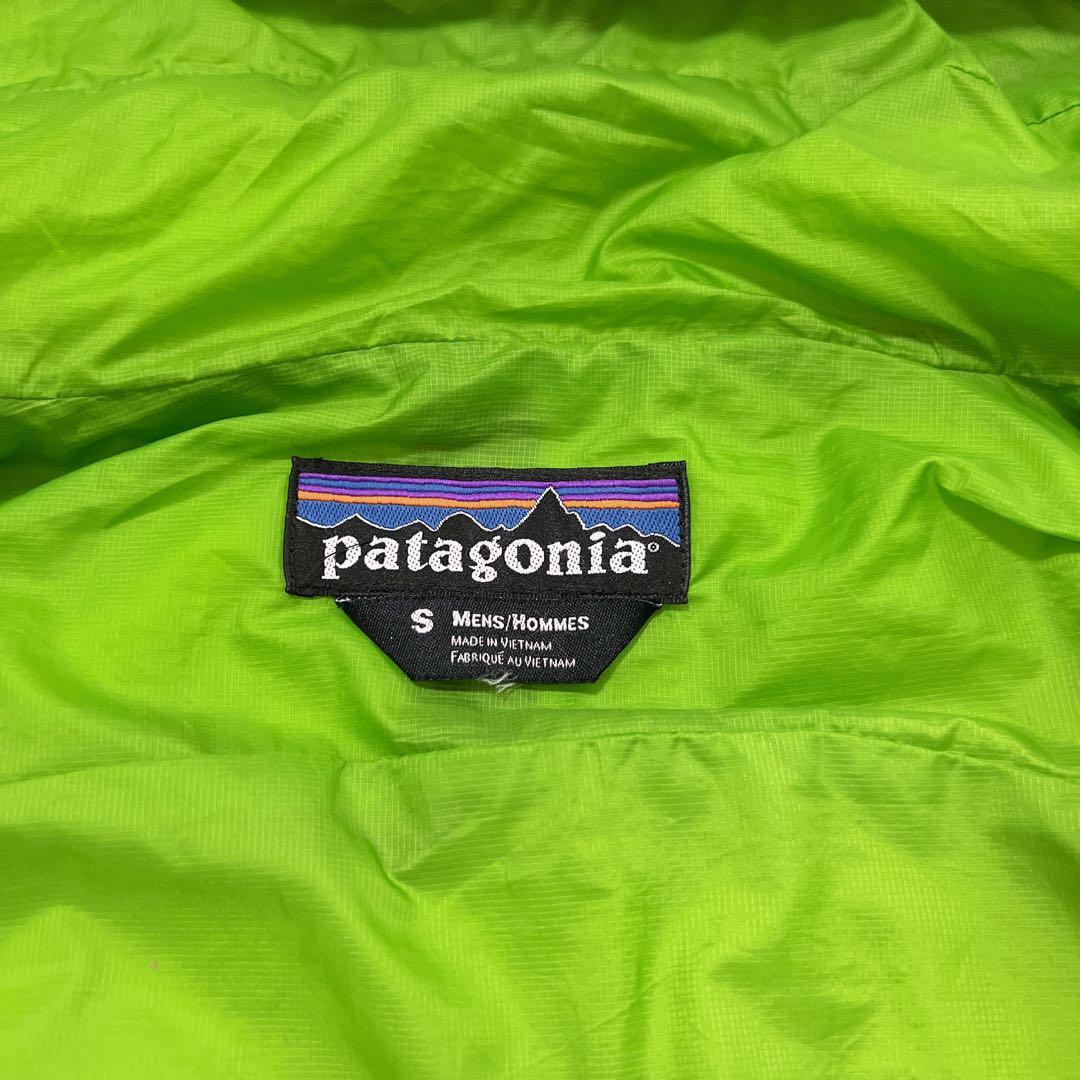 patagonia®
S MENS/HOMMES
MADE IN VIETNAM
FABRIQUÉ AU VIETNAM